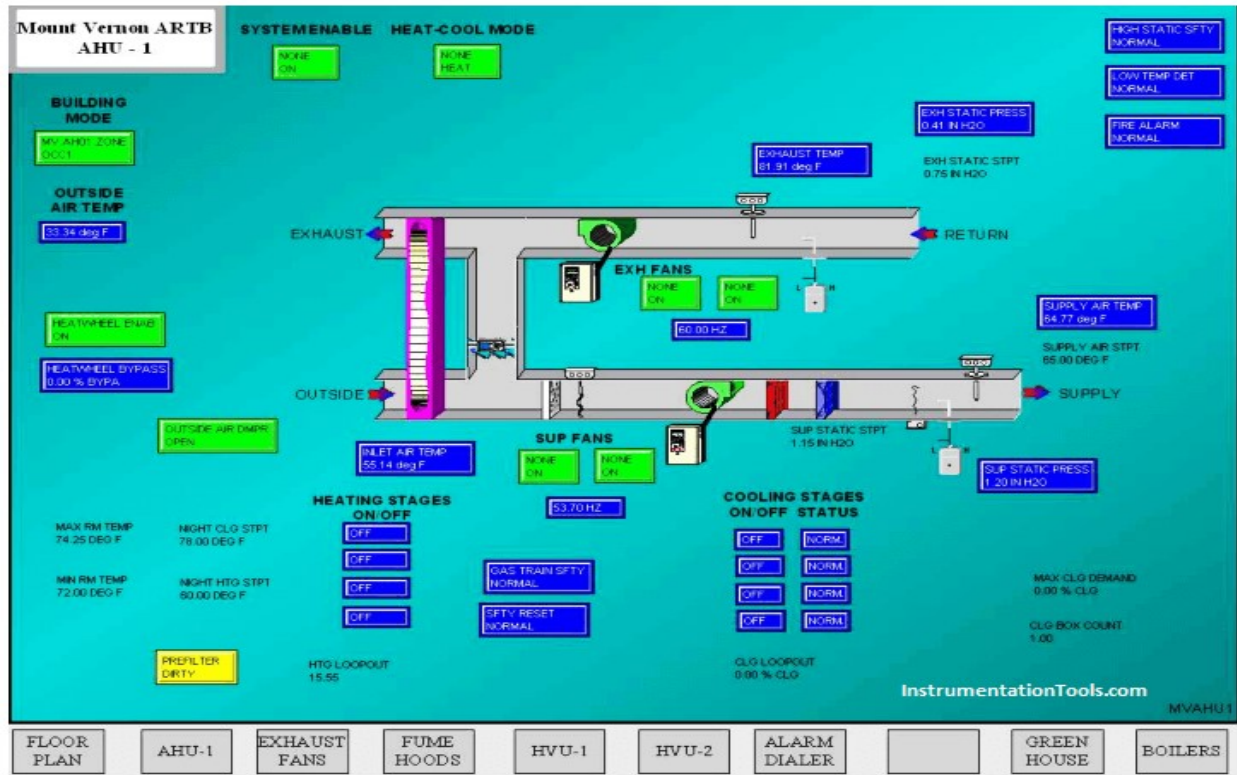 Mount Vernon ARTB
AHU - 1
SYSTEM ENABLE
NONE
ON
HEAT-COOL MODE
NONE
HEAT
HIGH STATIC SFTY
NORMAL
LOW TEMP DET
NORMAL
FIRE ALARM
NORMAL
BUILDING
MODE
MV AH01 ZONE
OCC1
OUTSIDE
AIR TEMP
33.34 deg F
EXH STATIC PRESS
0.41 IN H2O
EXH STATIC STPT
0.75 IN H2O
EXHAUST TEMP
81.91 deg F
EXHAUST
RETURN
EXH FANS
NONE
ON
NONE
ON
60.00 HZ
L H
SUPPLY AIR TEMP
64.77 deg F
SUPPLY AIR STPT
65.00 DEG F
HEATWHEEL ENAB
ON
HEATWHEEL BYPASS
0.00 % BYPA
OUTSIDE
SUPPLY
OUTSIDE AIR DMPR
OPEN
INLET AIR TEMP
55.14 deg F
SUP FANS
NONE
ON
NONE
ON
53.70 HZ
SUP STATIC STPT
1.15 IN H2O
L H
SUP STATIC PRESS
1.20 IN H2O
HEATING STAGES
ON/OFF
OFF
OFF
OFF
OFF
COOLING STAGES
ON/OFF STATUS
OFF NORM.
OFF NORM.
OFF NORM.
OFF NORM.
MAX RM TEMP
74.25 DEG F
NIGHT CLG STPT
78.00 DEG F
MIN RM TEMP
72.00 DEG F
NIGHT HTG STPT
60.00 DEG F
GAS TRAIN SFTY
NORMAL
SFTY RESET
NORMAL
MAX CLG DEMAND
0.00 % CLG
CLG BOX COUNT
1.00
PREFILTER
DIRTY
HTG LOOPOUT
15.55
CLG LOOPOUT
0.00 % CLG
InstrumentationTools.com
MVAHU1
FLOOR
PLAN
AHU-1
EXHAUST
FANS
FUME
HOODS
HVU-1
HVU-2
ALARM
DIALER
GREEN
HOUSE
BOILERS